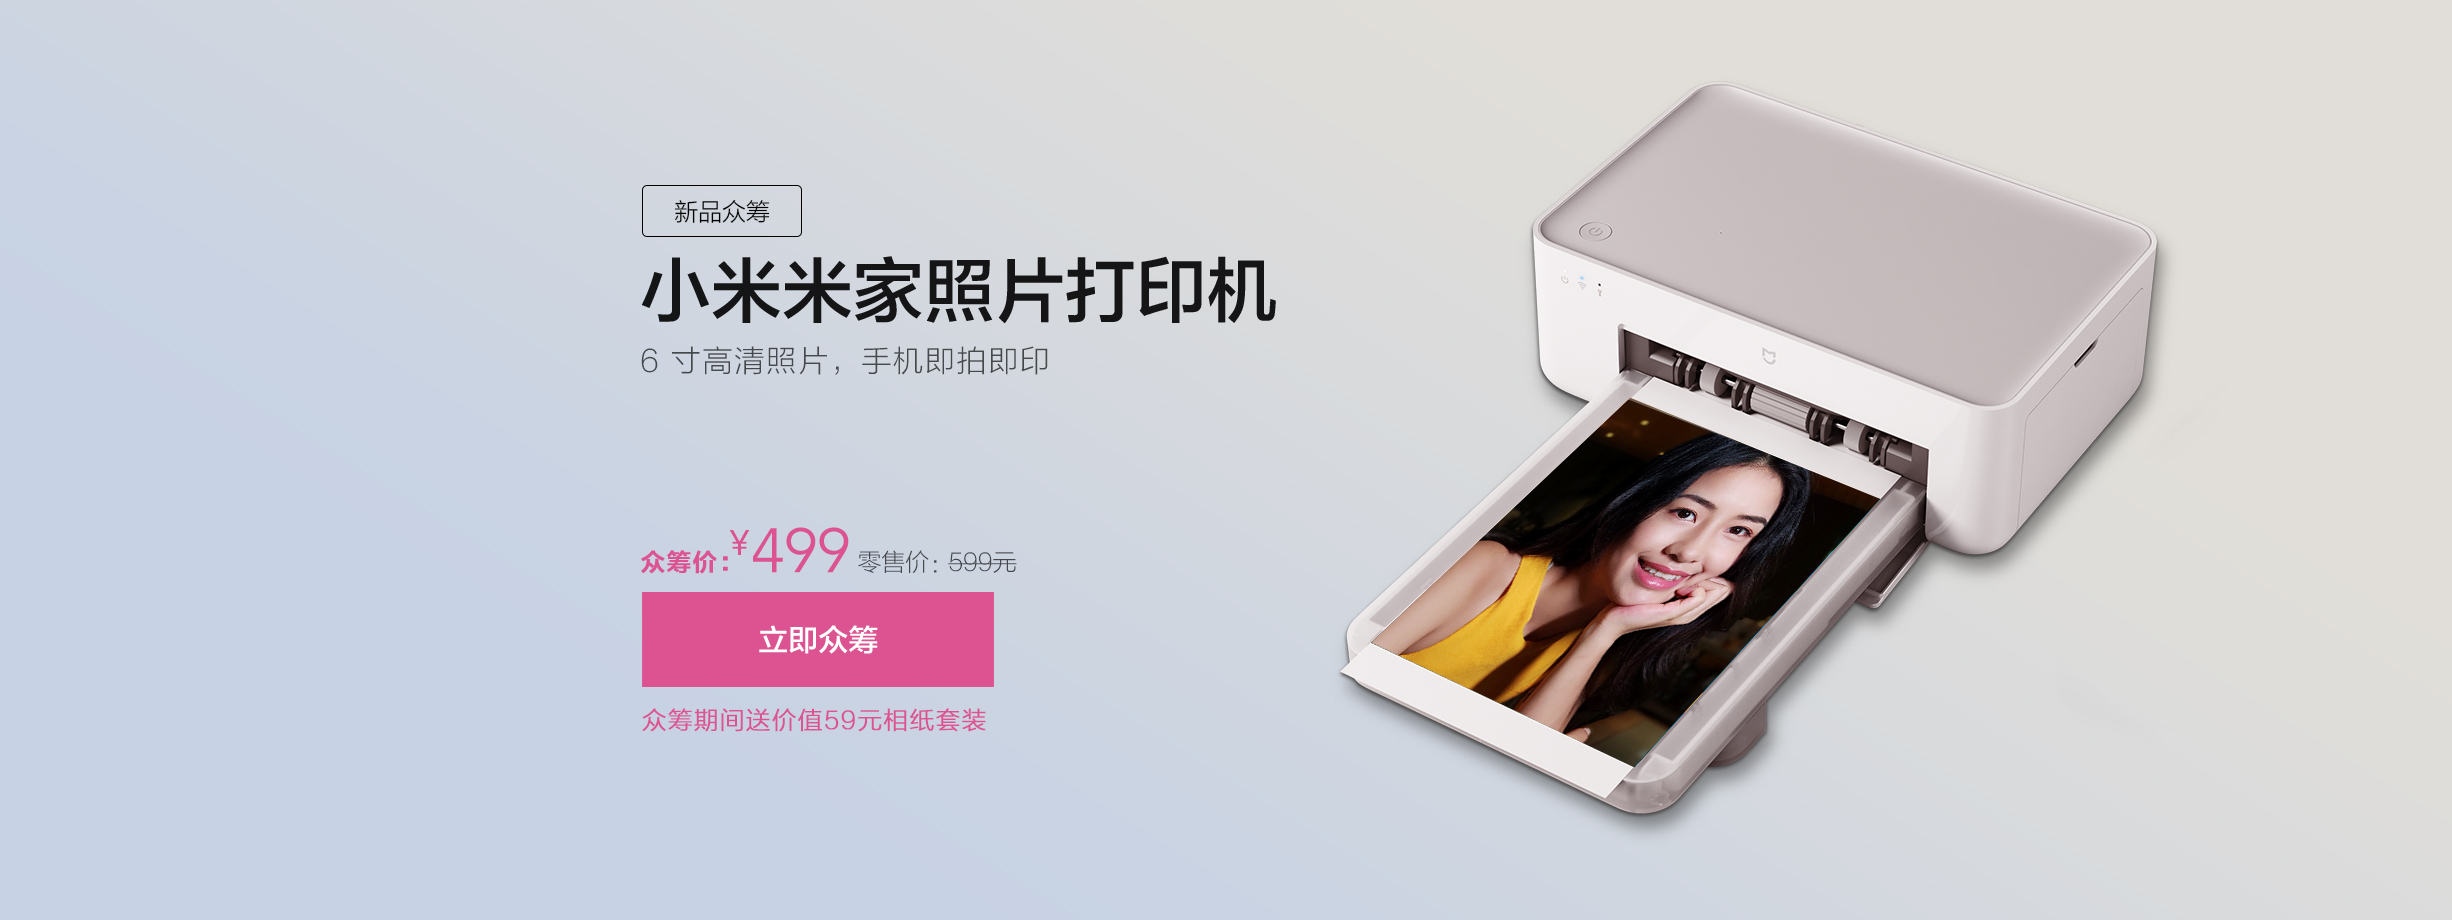 新品众筹
小米米家照片打印机
6 寸高清照片，手机即拍即印
众筹价：¥499 零售价：599元
立即众筹
众筹期间送价值59元相纸套装